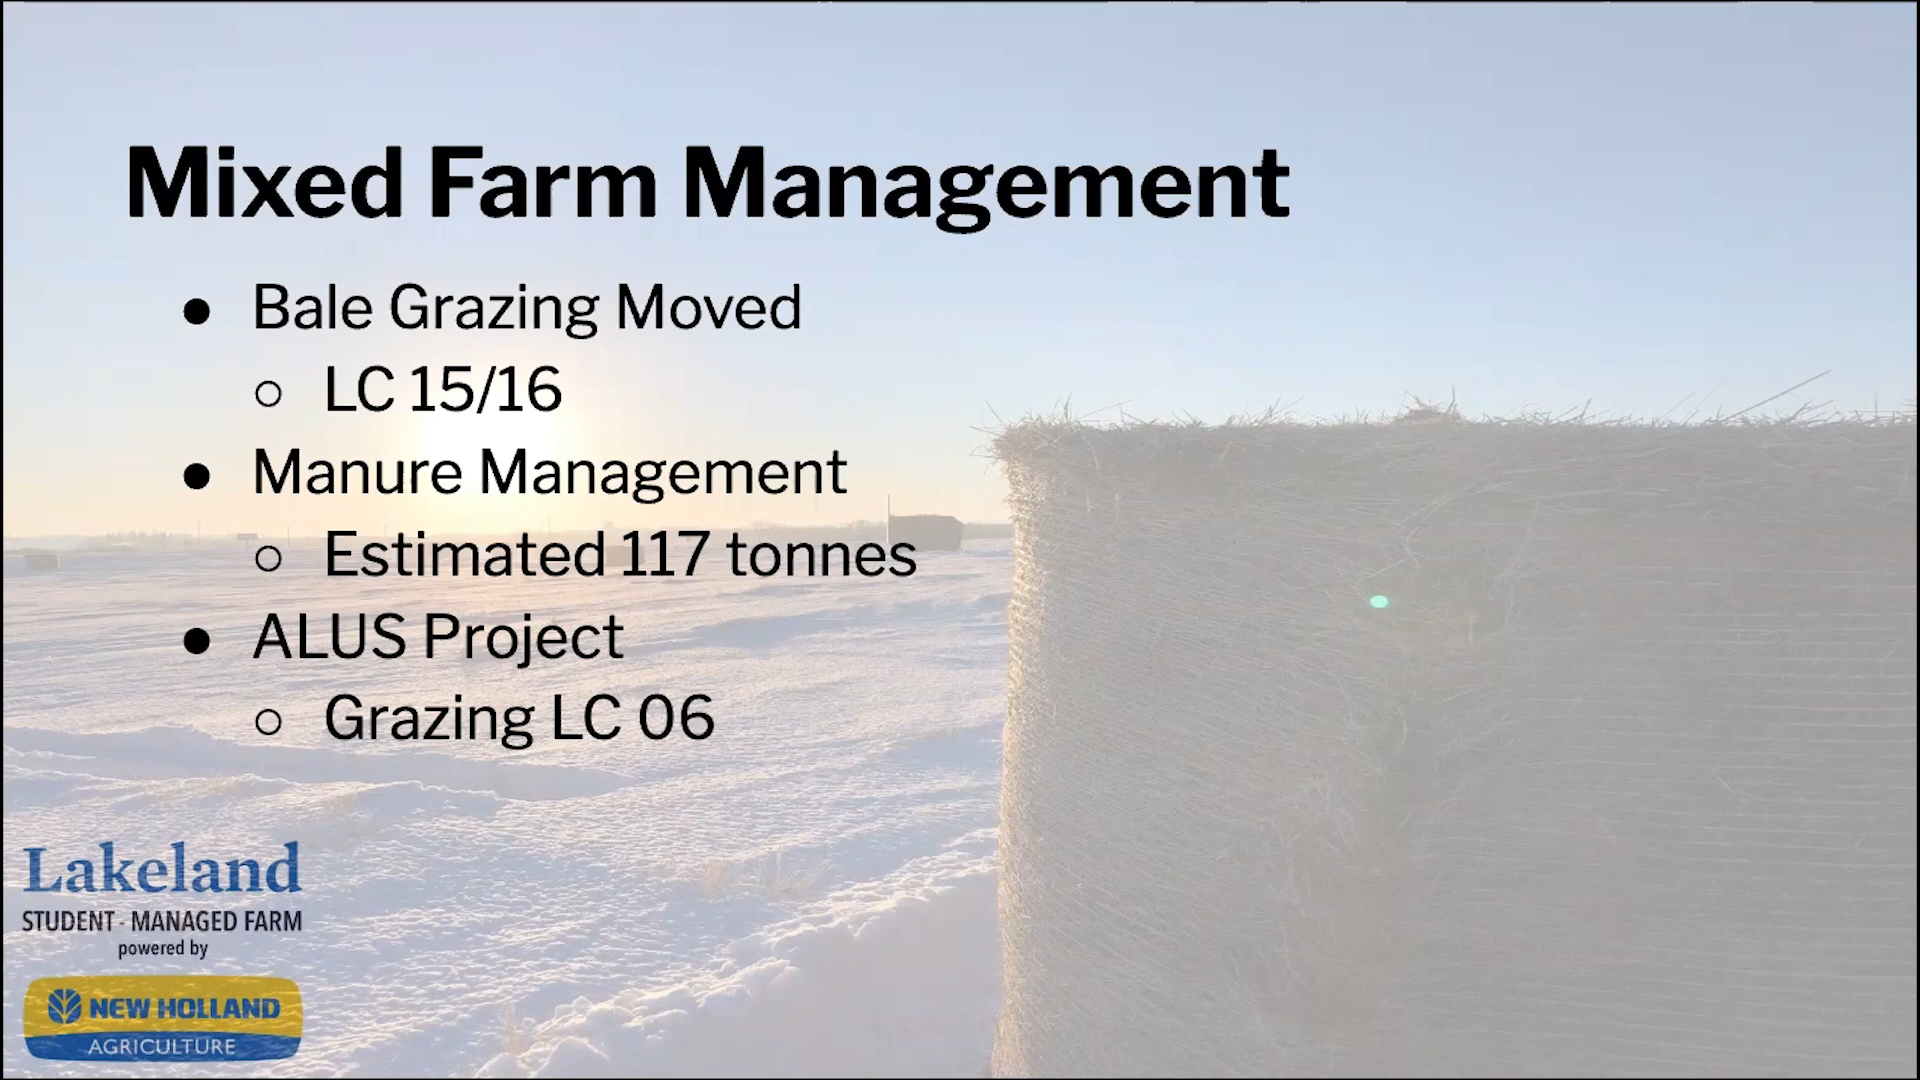 Mixed Farm Management
● Bale Grazing Moved
○ LC 15/16
● Manure Management
○ Estimated 117 tonnes
● ALUS Project
○ Grazing LC 06
Lakeland
STUDENT - MANAGED FARM
powered by
NEW HOLLAND
AGRICULTURE